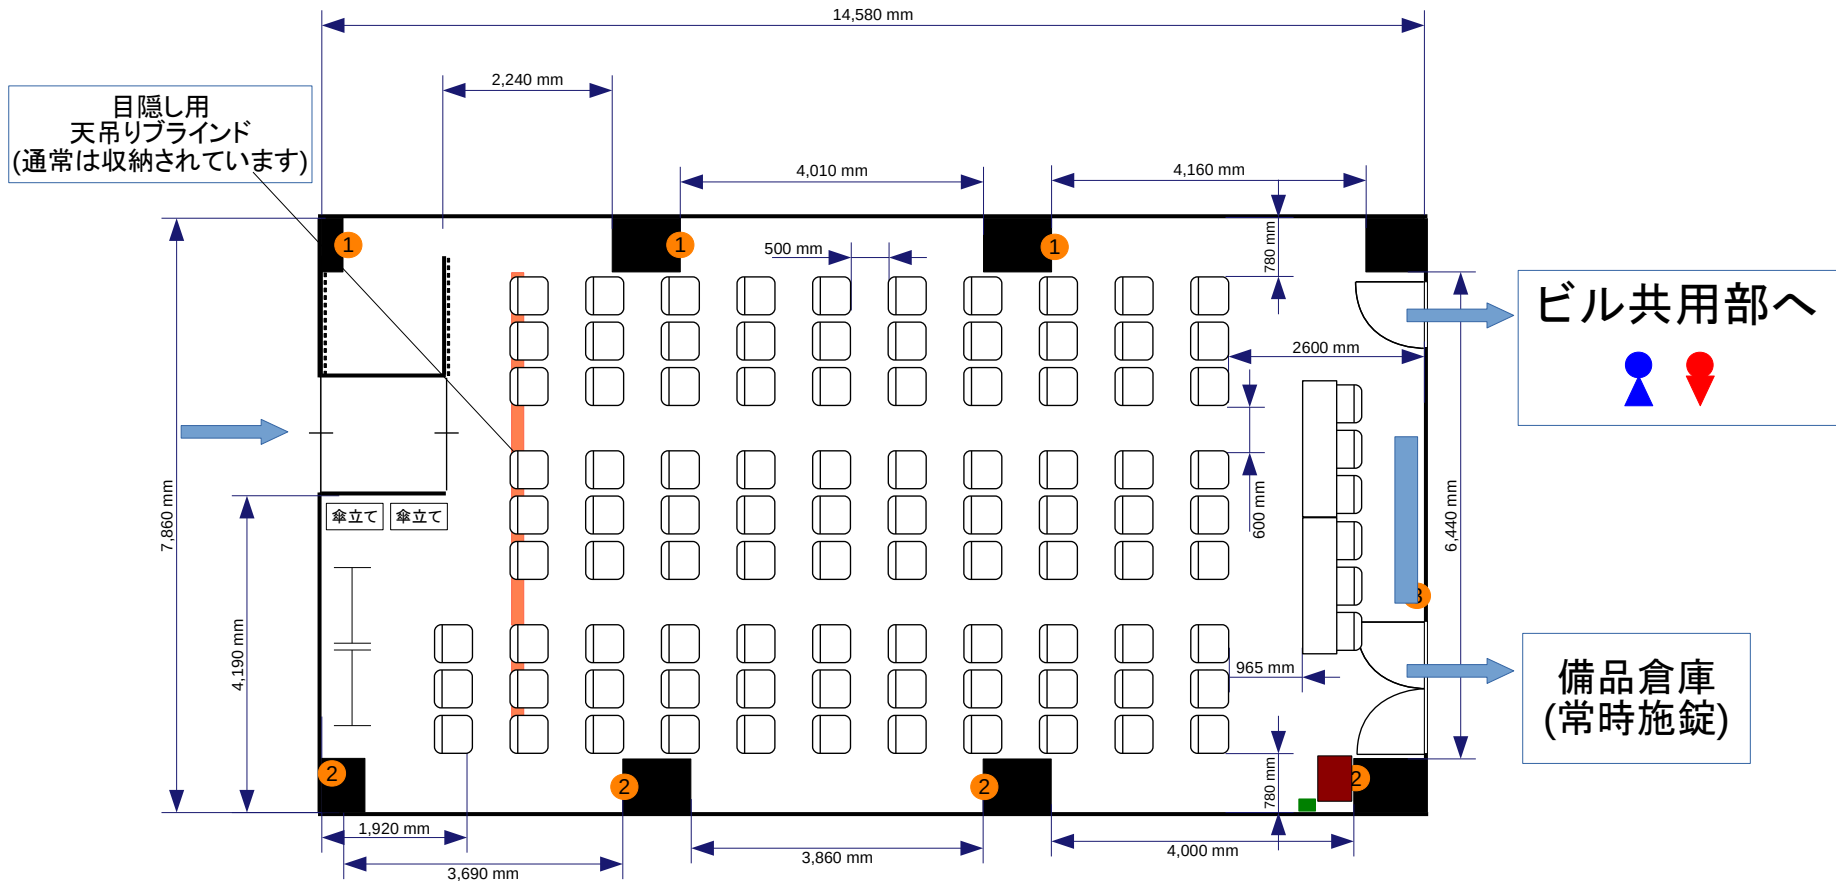 14,580 mm
2,240 mm
目隠し用
天吊りブラインド
(通常は収納されています)
4,010 mm
4,160 mm
1
1
1
500 mm
780 mm
ビル共用部へ
2600 mm
7,860 mm
傘立て 傘立て
600 mm
6,440 mm
3
4,190 mm
965 mm
備品倉庫
(常時施錠)
2
2
2
2
780 mm
1,920 mm
3,690 mm
3,860 mm
4,000 mm